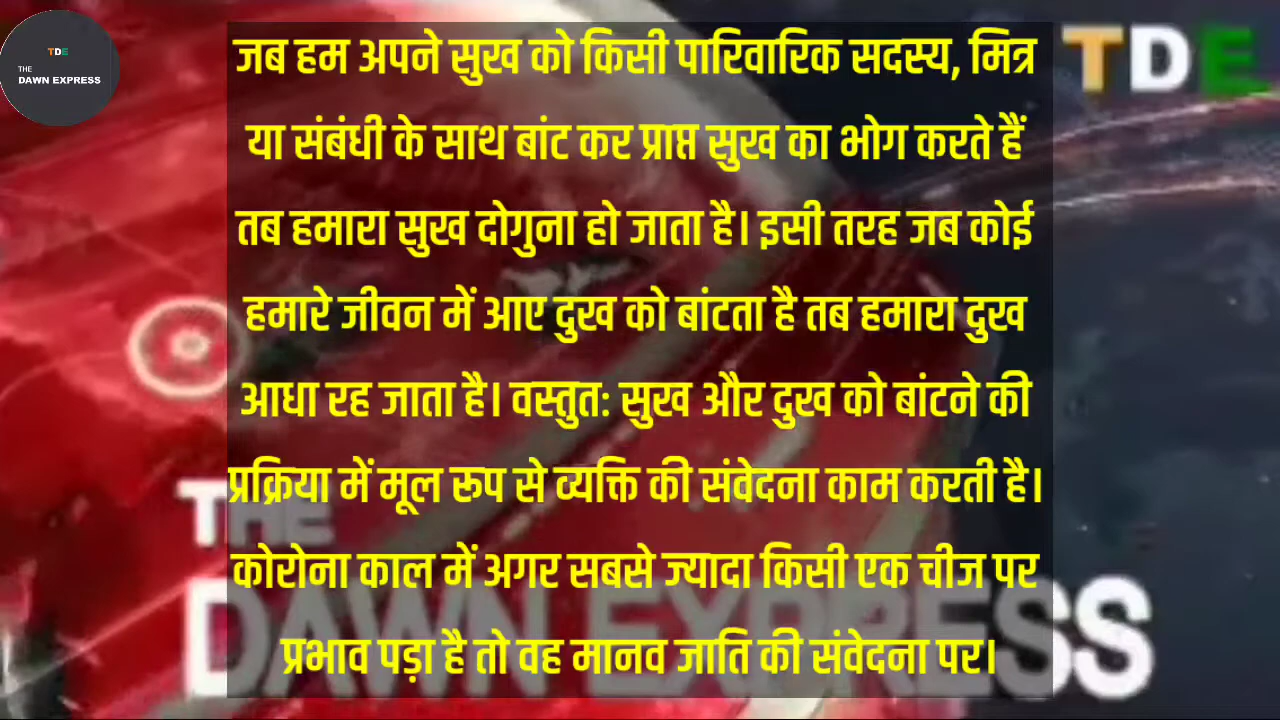 TDE
THE
DAWN EXPRESS
TDE
जब हम अपने सुख को किसी पारिवारिक सदस्य, मित्र
या संबंधी के साथ बांट कर प्राप्त सुख का भोग करते हैं
तब हमारा सुख दोगुना हो जाता है। इसी तरह जब कोई
हमारे जीवन में आए दुख को बांटता है तब हमारा दुख
आधा रह जाता है। वस्तुतः सुख और दुख को बांटने की
प्रक्रिया में मूल रूप से व्यक्ति की संवेदना काम करती है।
कोरोना काल में अगर सबसे ज्यादा किसी एक चीज पर
प्रभाव पड़ा है तो वह मानव जाति की संवेदना पर।
THE
DAWN EXPRESS